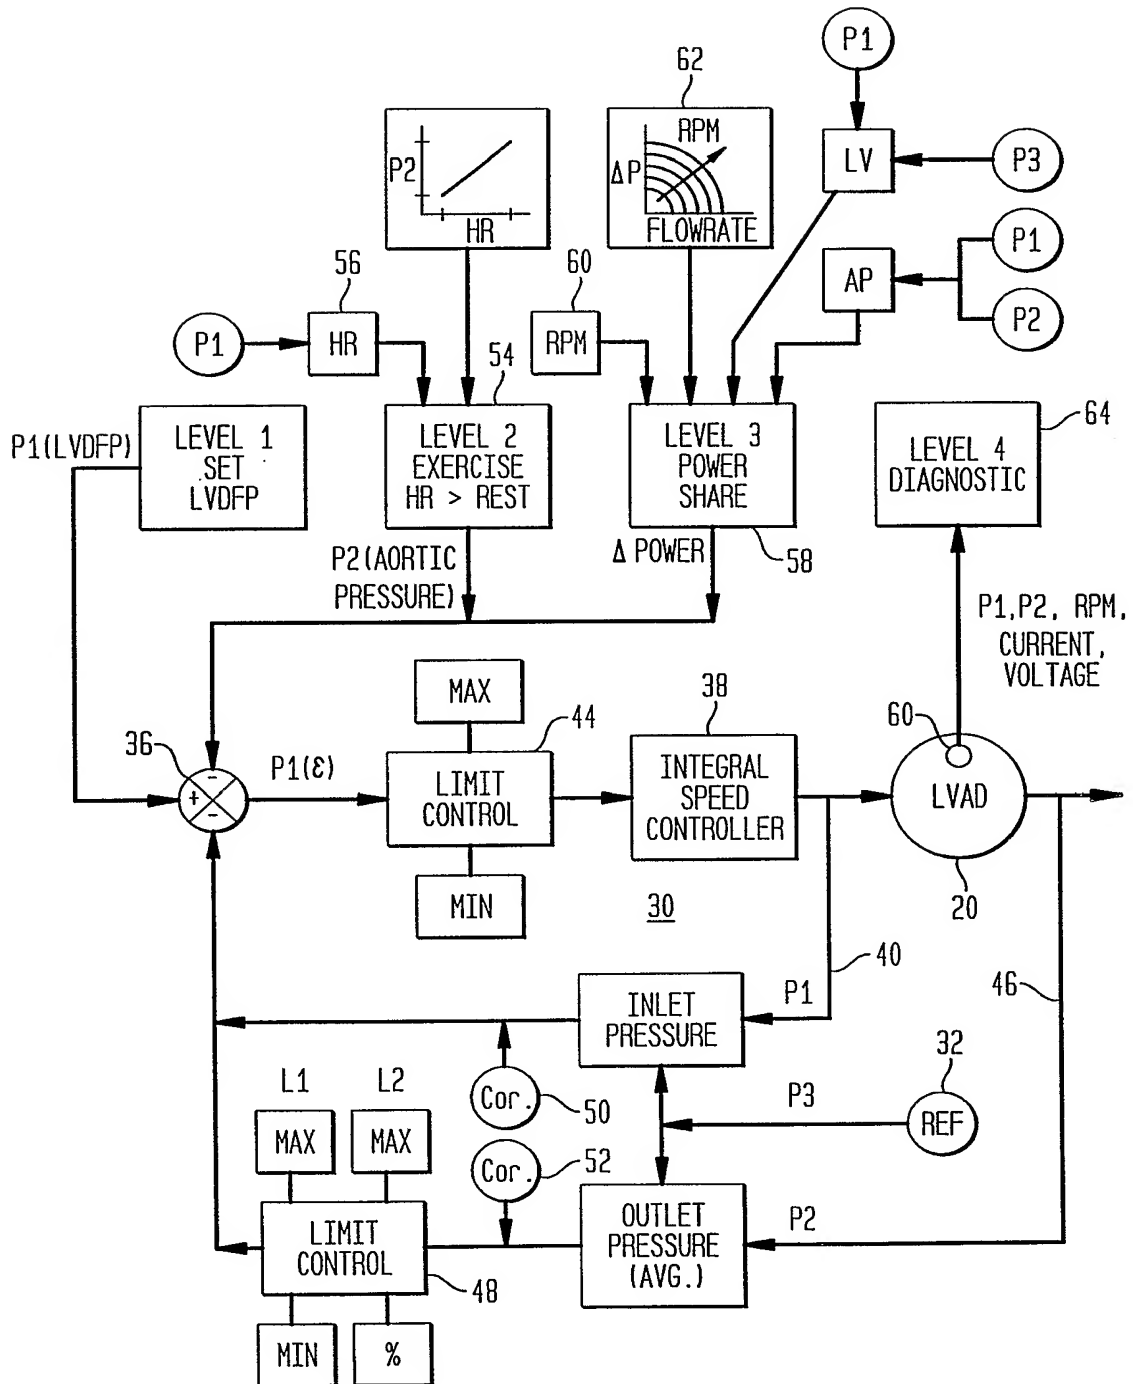 P1
62
RPM
ΔP
FLOWRATE
P2
HR
LV
P3
P1
AP
P2
56
60
P1
HR
RPM
54
P1(LVDFP)
LEVEL 1
SET
LVDFP
LEVEL 2
EXERCISE
HR > REST
LEVEL 3
POWER
SHARE
LEVEL 4
DIAGNOSTIC
64
P2(AORTIC
PRESSURE)
Δ POWER
58
P1,P2, RPM,
CURRENT,
VOLTAGE
MAX
44
38
60
36
-
+
-
P1(ε)
LIMIT
CONTROL
INTEGRAL
SPEED
CONTROLLER
LVAD
MIN
30
20
40
46
INLET
PRESSURE
P1
32
L1
L2
Cor.
50
P3
REF
MAX
MAX
Cor.
52
LIMIT
CONTROL
48
OUTLET
PRESSURE
(AVG.)
P2
MIN
%